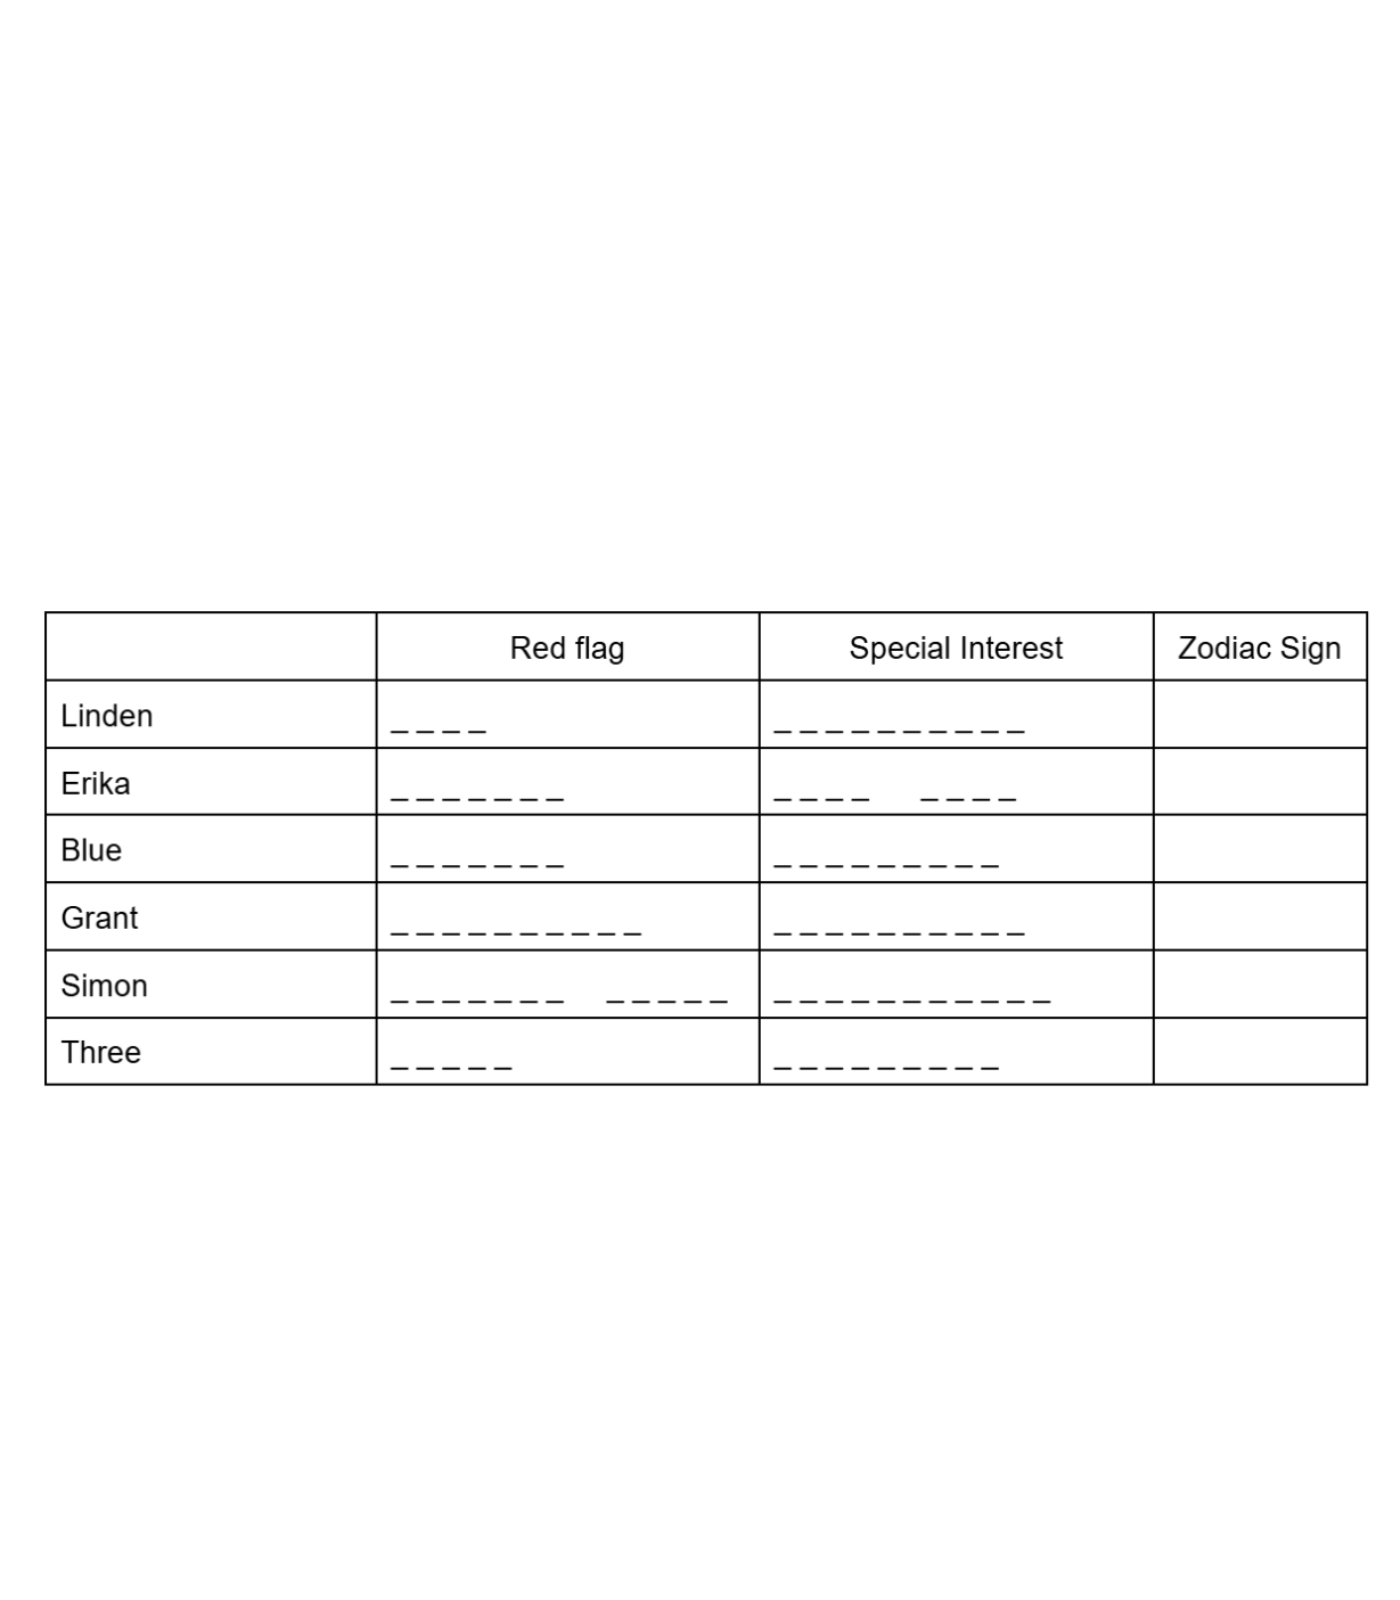 Red flag Special Interest Zodiac Sign
Linden _ _ _ _ _ _ _ _ _ _ _ _ _ _
Erika _ _ _ _ _ _ _ _ _ _ _ _ _ _ _
Blue _ _ _ _ _ _ _ _ _ _ _ _ _ _ _ _
Grant _ _ _ _ _ _ _ _ _ _ _ _ _ _ _ _ _ _ _ _
Simon _ _ _ _ _ _ _ _ _ _ _ _ _ _ _ _ _ _ _ _ _ _ _
Three _ _ _ _ _ _ _ _ _ _ _ _ _ _